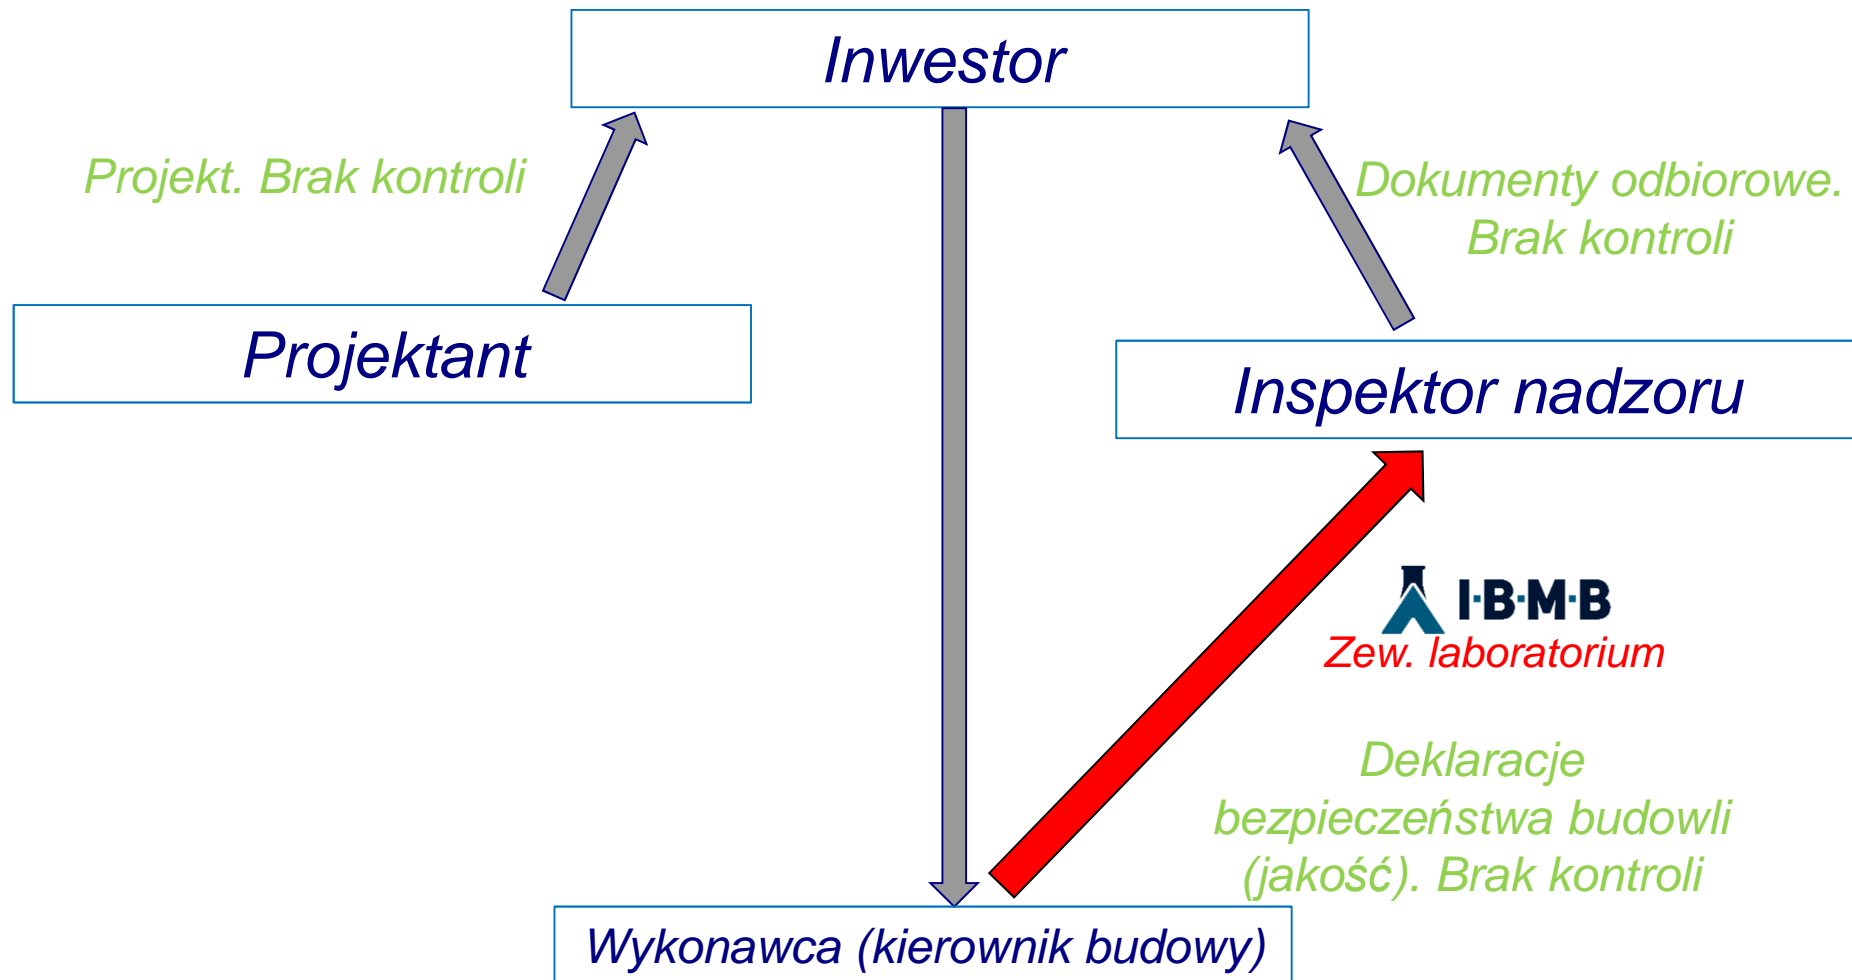 Inwestor
Projekt. Brak kontroli
Dokumenty odbiorowe.
Brak kontroli
Projektant
Inspektor nadzoru
I·B·M·B
Zew. laboratorium
Deklaracje
bezpieczeństwa budowli
(jakość). Brak kontroli
Wykonawca (kierownik budowy)